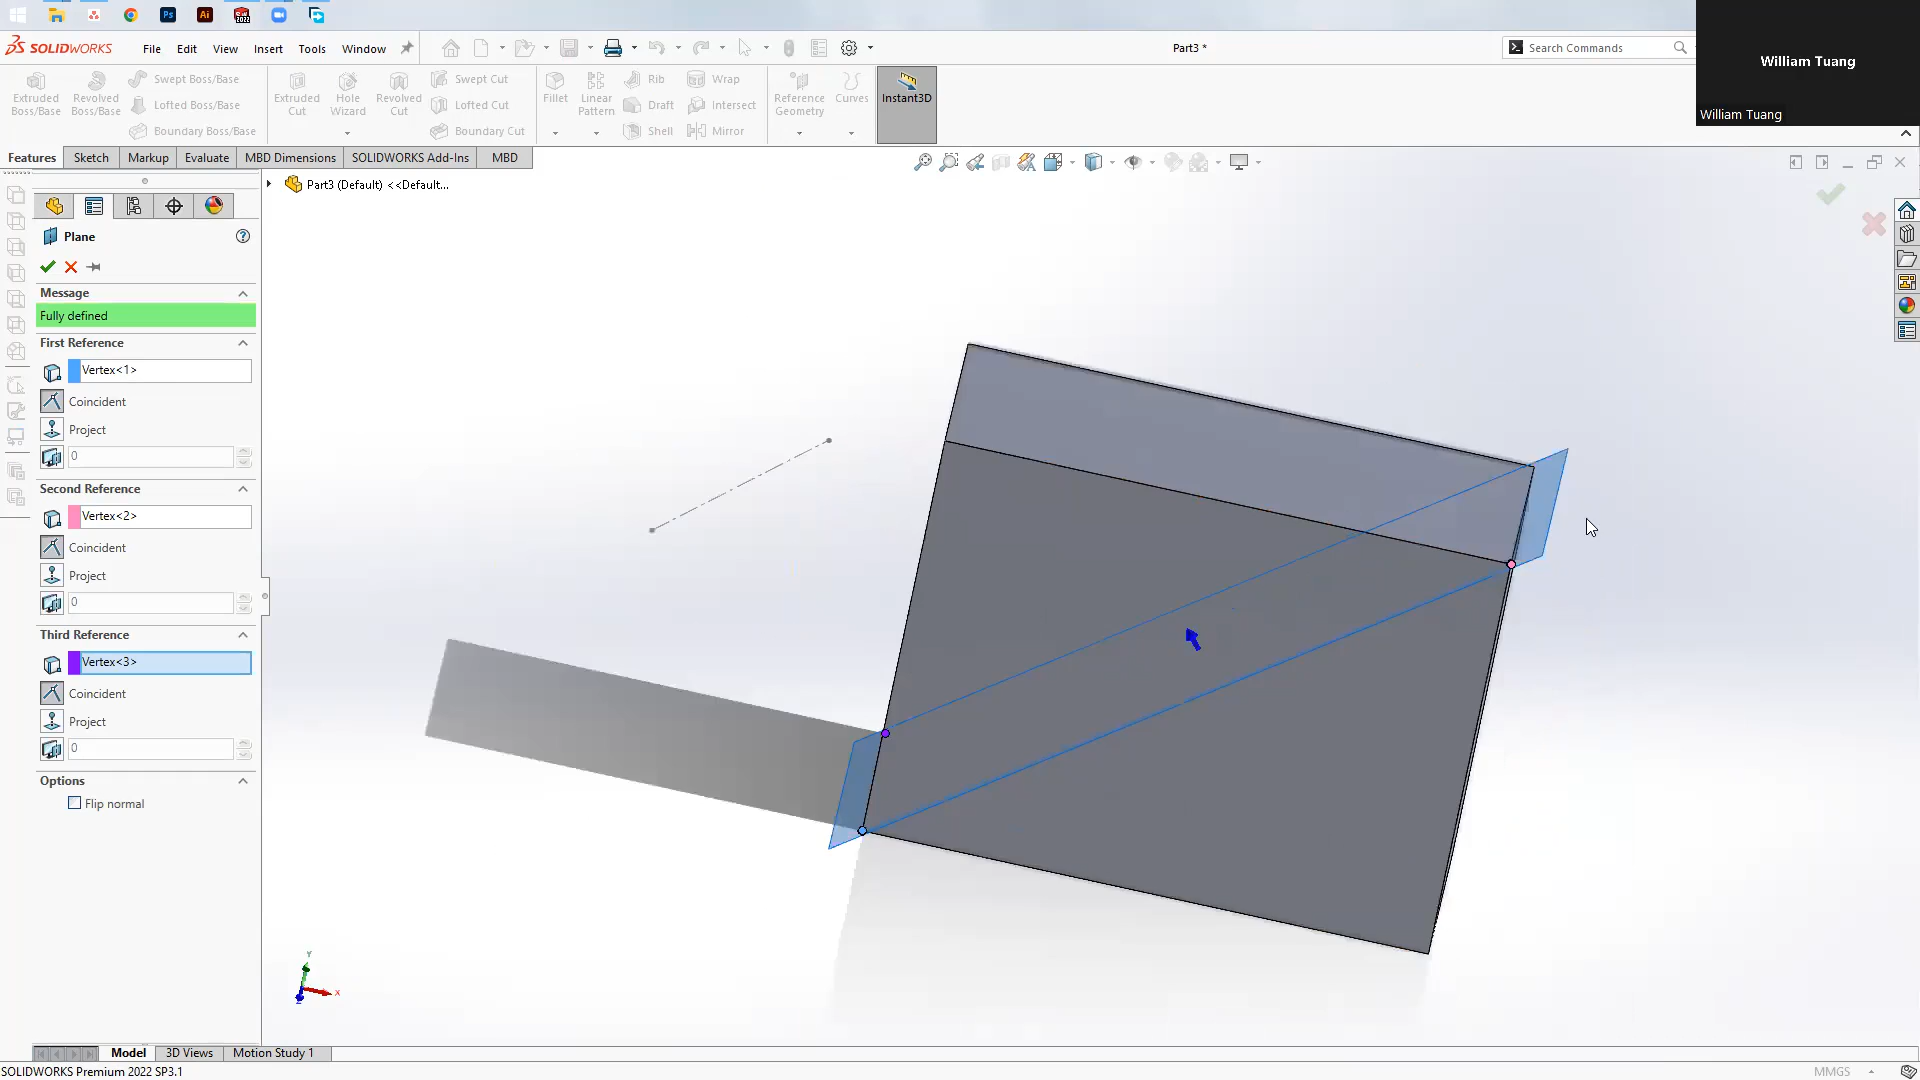 SOLIDWORKS File Edit View Insert Tools Window Part3 * Search Commands
William Tuang
William Tuang
Extruded Boss/Base
Revolved Boss/Base
Swept Boss/Base
Lofted Boss/Base
Boundary Boss/Base
Extruded Cut
Hole Wizard
Revolved Cut
Swept Cut
Lofted Cut
Boundary Cut
Fillet
Linear Pattern
Rib
Draft
Shell
Wrap
Intersect
Mirror
Reference Geometry
Curves
Instant3D
Features Sketch Markup Evaluate MBD Dimensions SOLIDWORKS Add-Ins MBD
Part3 (Default) <<Default...
Plane
Message
Fully defined
First Reference
Vertex<1>
Coincident
Project
0
Second Reference
Vertex<2>
Coincident
Project
0
Third Reference
Vertex<3>
Coincident
Project
0
Options
Flip normal
Y
X
Z
Model 3D Views Motion Study 1
SOLIDWORKS Premium 2022 SP3.1 MMGS